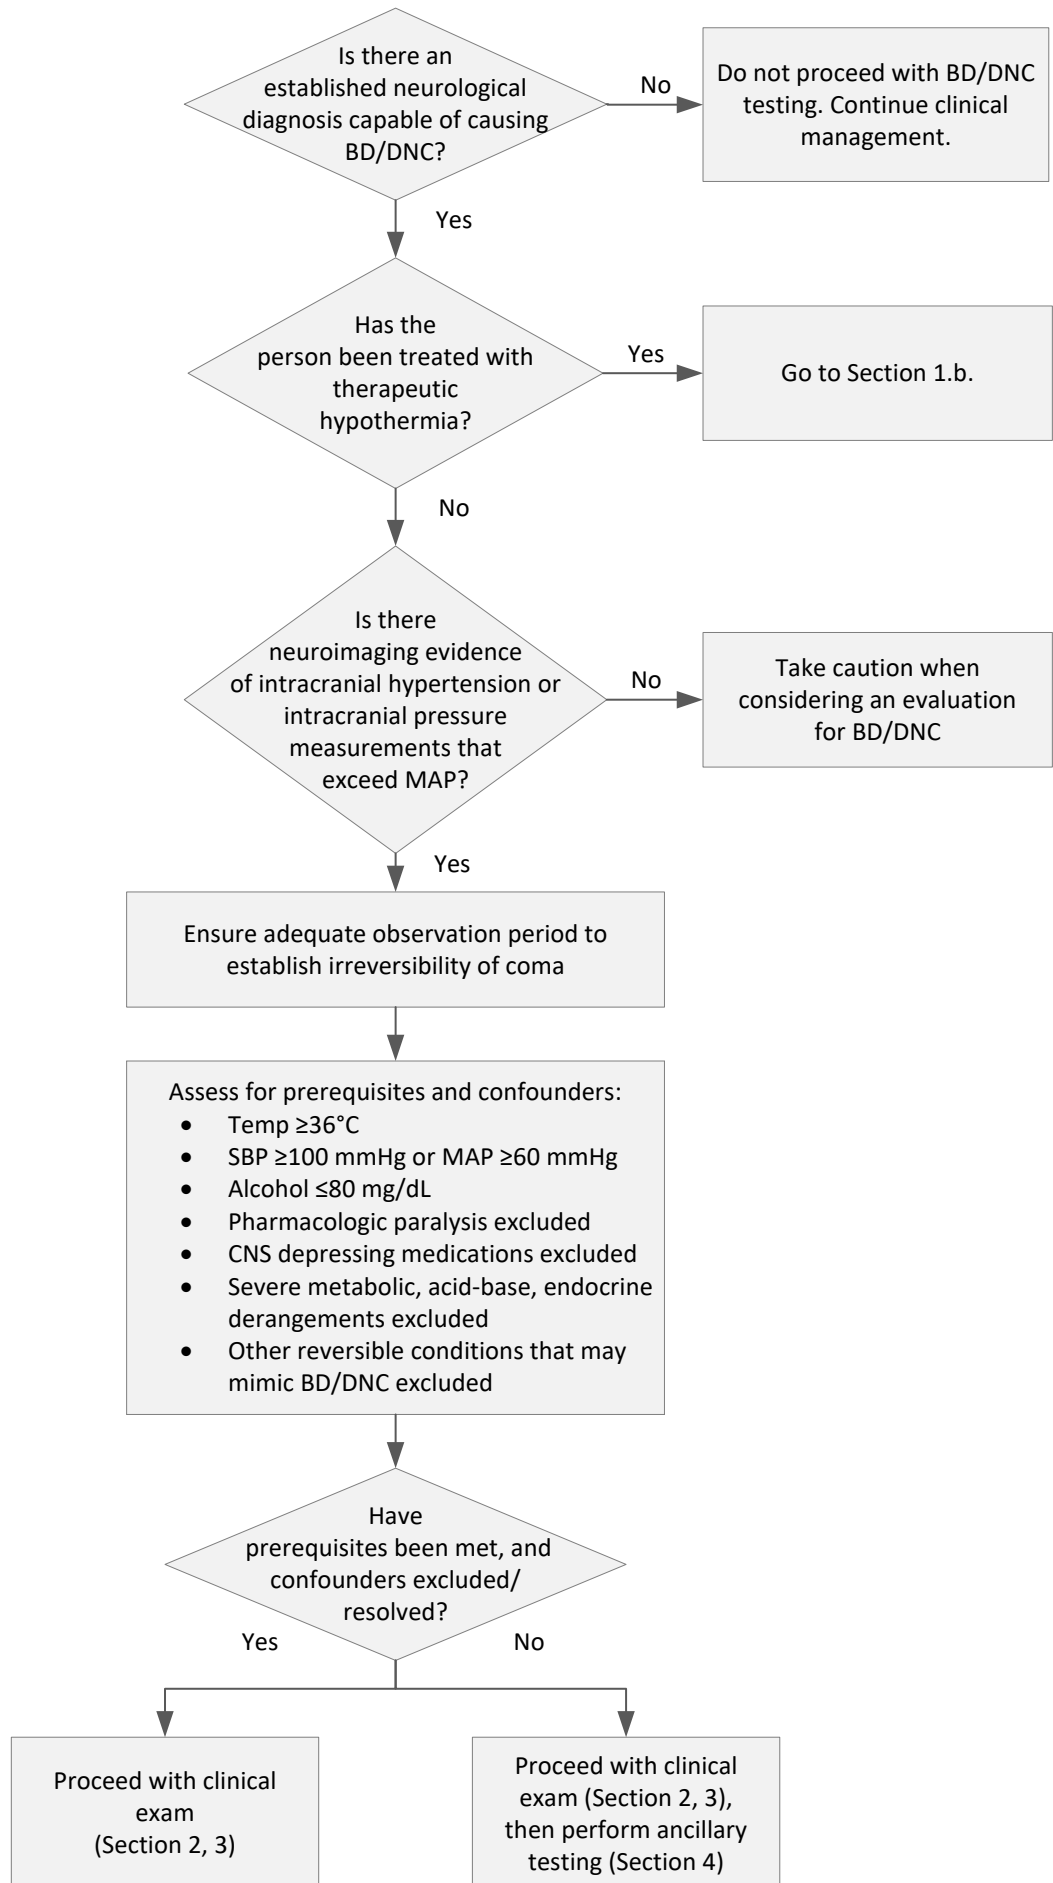 Is there an
established neurological
diagnosis capable of causing
BD/DNC?
No
Do not proceed with BD/DNC
testing. Continue clinical
management.
Yes
Has the
person been treated with
therapeutic
hypothermia?
Yes
Go to Section 1.b.
No
Is there
neuroimaging evidence
of intracranial hypertension or
intracranial pressure
measurements that
exceed MAP?
No
Take caution when
considering an evaluation
for BD/DNC
Yes
Ensure adequate observation period to
establish irreversibility of coma
Assess for prerequisites and confounders:
• Temp ≥36°C
• SBP ≥100 mmHg or MAP ≥60 mmHg
• Alcohol ≤80 mg/dL
• Pharmacologic paralysis excluded
• CNS depressing medications excluded
• Severe metabolic, acid-base, endocrine
derangements excluded
• Other reversible conditions that may
mimic BD/DNC excluded
Have
prerequisites been met, and
confounders excluded/
resolved?
Yes
No
Proceed with clinical
exam
(Section 2, 3)
Proceed with clinical
exam (Section 2, 3),
then perform ancillary
testing (Section 4)